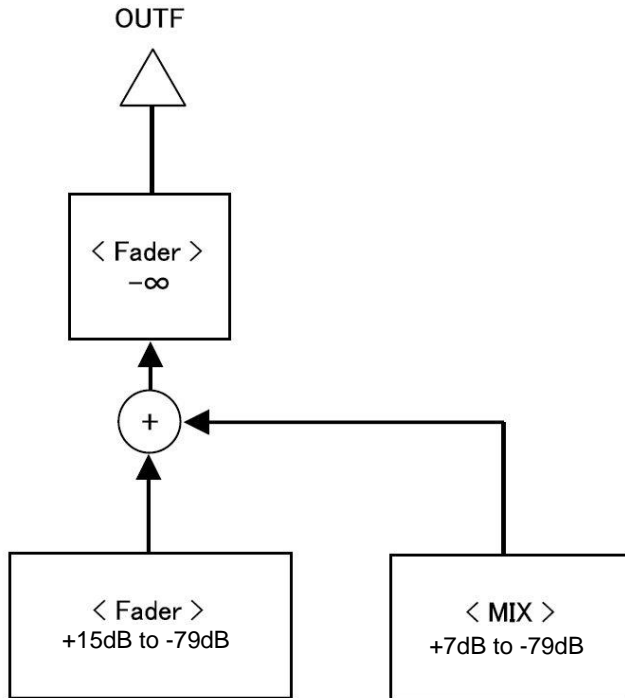 OUTF
< Fader >
-∞
+
< Fader >
+15dB to -79dB
< MIX >
+7dB to -79dB